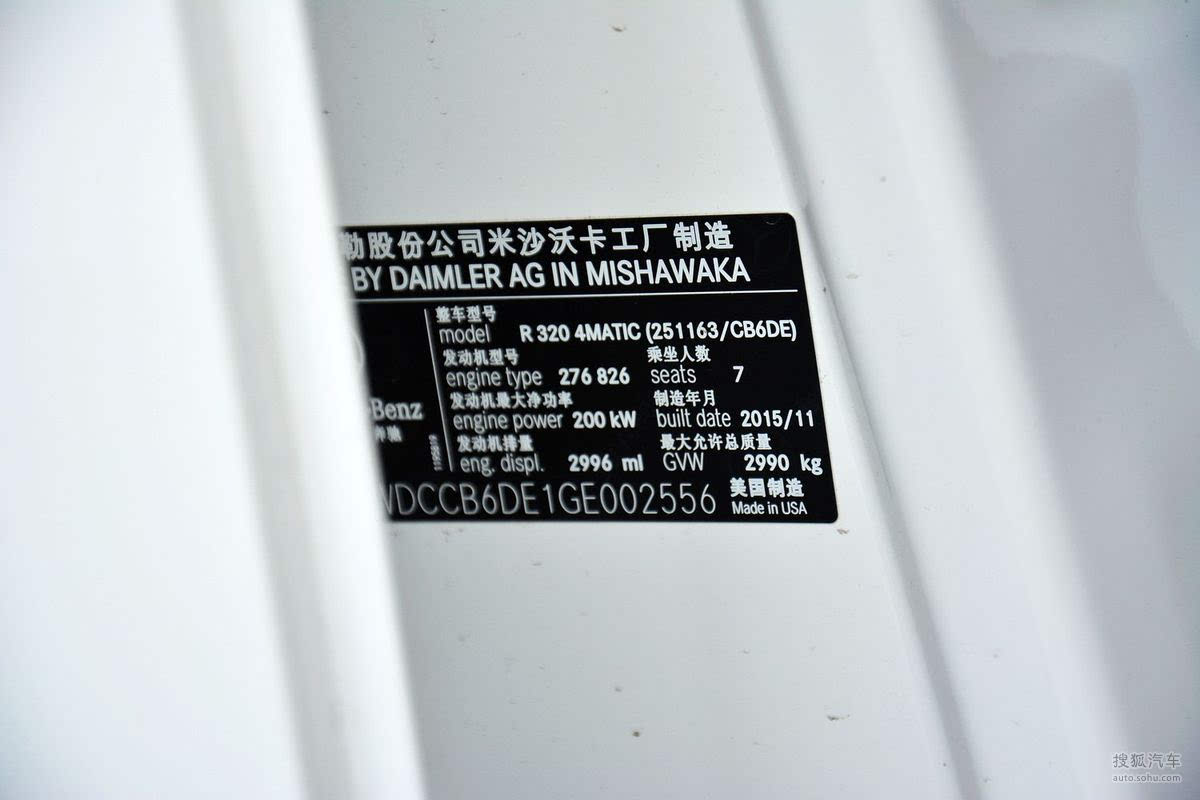 勒股份公司米沙沃卡工厂制造
BY DAIMLER AG IN MISHAWAKA
整车型号
model R 320 4MATIC (251163/CB6DE)
发动机型号 乘坐人数
engine type 276 826 seats 7
发动机最大净功率 制造年月
engine power 200 kW built date 2015/11
发动机排量 最大允许总质量
eng. displ. 2996 ml GVW 2990 kg
Benz
奔驰
WDCCB6DE1GE002556 美国制造
Made in USA
搜狐汽车
auto.sohu.com